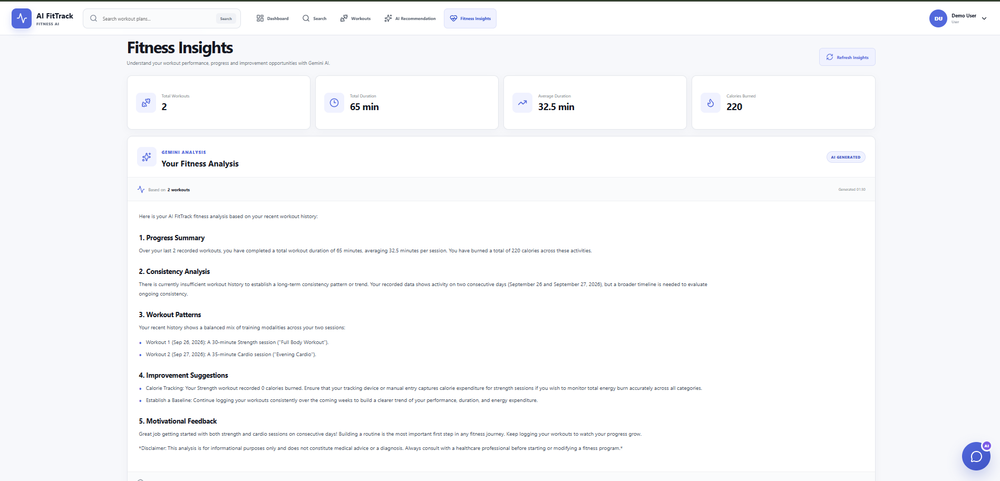 AI FitTrack
FITNESS AI
Search workout plans...
Search
Dashboard
Search
Workouts
AI Recommendation
Fitness Insights
DU
Demo User
User
Fitness Insights
Understand your workout performance, progress and improvement opportunities with Gemini AI.
Refresh Insights
Total Workouts
2
Total Duration
65 min
Average Duration
32.5 min
Calories Burned
220
GEMINI ANALYSIS
Your Fitness Analysis
AI GENERATED
Based on 2 workouts
Generated 01:30
Here is your AI FitTrack fitness analysis based on your recent workout history:
1. Progress Summary
Over your last 2 recorded workouts, you have completed a total workout duration of 65 minutes, averaging 32.5 minutes per session. You have burned a total of 220 calories across these activities.
2. Consistency Analysis
There is currently insufficient workout history to establish a long-term consistency pattern or trend. Your recorded data shows activity on two consecutive days (September 26 and September 27, 2026), but a broader timeline is needed to evaluate
ongoing consistency.
3. Workout Patterns
Your recent history shows a balanced mix of training modalities across your two sessions:
• Workout 1 (Sep 26, 2026): A 30-minute Strength session ("Full Body Workout").
• Workout 2 (Sep 27, 2026): A 35-minute Cardio session ("Evening Cardio").
4. Improvement Suggestions
• Calorie Tracking: Your Strength workout recorded 0 calories burned. Ensure that your tracking device or manual entry captures calorie expenditure for strength sessions if you wish to monitor total energy burn accurately across all categories.
• Establish a Baseline: Continue logging your workouts consistently over the coming weeks to build a clearer trend of your performance, duration, and energy expenditure.
5. Motivational Feedback
Great job getting started with both strength and cardio sessions on consecutive days! Building a routine is the most important first step in any fitness journey. Keep logging your workouts to watch your progress grow.
*Disclaimer: This analysis is for informational purposes only and does not constitute medical advice or a diagnosis. Always consult with a healthcare professional before starting or modifying a fitness program.*
AI